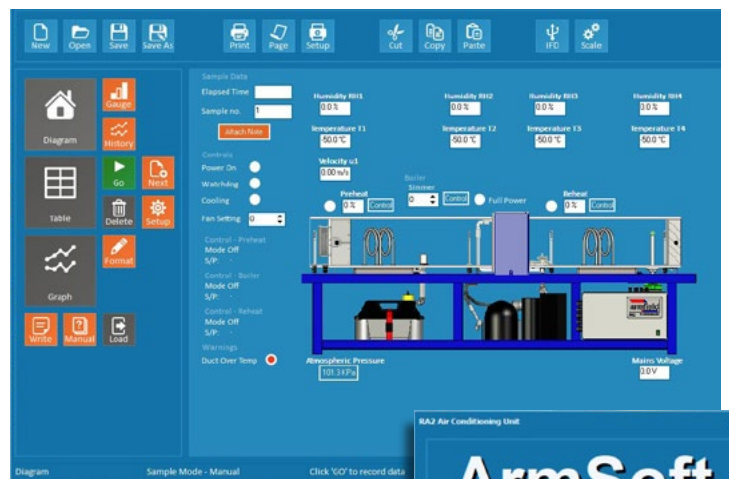 New Open Save Save As Print Page Setup Cut Copy Paste IFD Scale
Diagram
Gauge
History
Table
Go
Next
Delete
Setup
Graph
Format
Write
Manual
Load
Sample Data
Elapsed Time
Sample no. 1
Attach Note
Controls
Power On
Watchdog
Cooling
Fan Setting 0
Control - Preheat
Mode Off
S/P: -
Control - Boiler
Mode Off
S/P: -
Control - Reheat
Mode Off
S/P: -
Warnings
Duct Over Temp
Humidity RH1 Humidity RH2 Humidity RH3 Humidity RH4
0.0 % 0.0 % 0.0 % 0.0 %
Temperature T1 Temperature T2 Temperature T3 Temperature T4
-50.0 °C -50.0 °C -50.0 °C -50.0 °C
Velocity u1
0.00 m/s
Boiler
Preheat Simmer Reheat
0 % Control 0 Control Full Power 0 % Control
armfield
Atmospheric Pressure Mains Voltage
101.3 KPa 0.0 V
RA2 Air Conditioning Unit
ArmSoft
Diagram Sample Mode - Manual Click 'GO' to record data